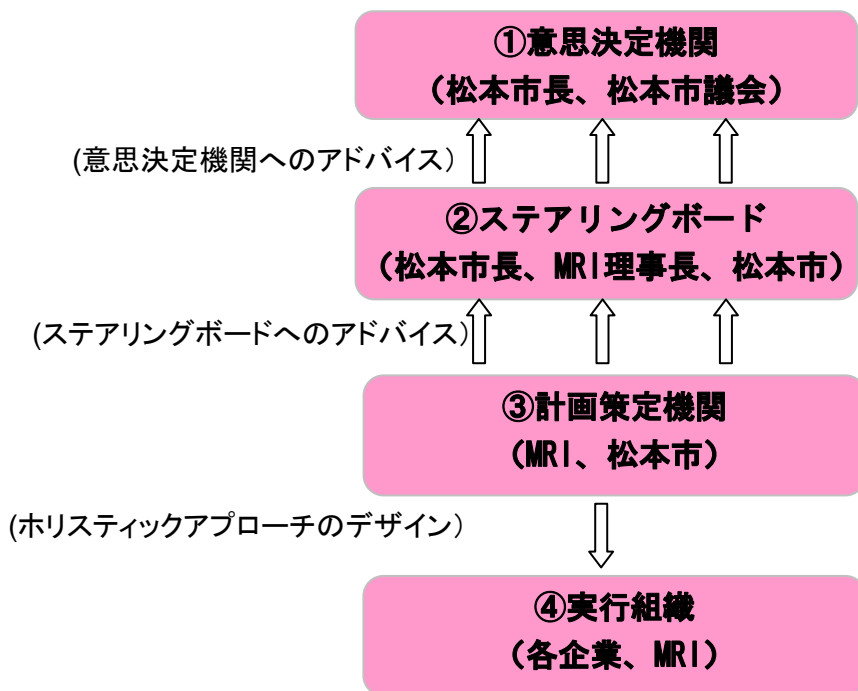 ①意思決定機関
（松本市長、松本市議会）
(意思決定機関へのアドバイス）
②ステアリングボード
（松本市長、MRI理事長、松本市）
(ステアリングボードへのアドバイス）
③計画策定機関
（MRI、松本市）
(ホリスティックアプローチのデザイン）
④実行組織
（各企業、MRI）